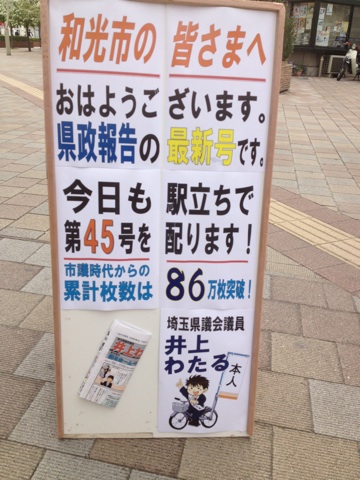 和光市の 皆さまへ
おはようございます。
県政報告の最新号です。
今日も駅立ちで
第45号を配ります！
市議時代からの
累計枚数は86万枚突破！
埼玉県議会議員
井上
わたる
本人
井上